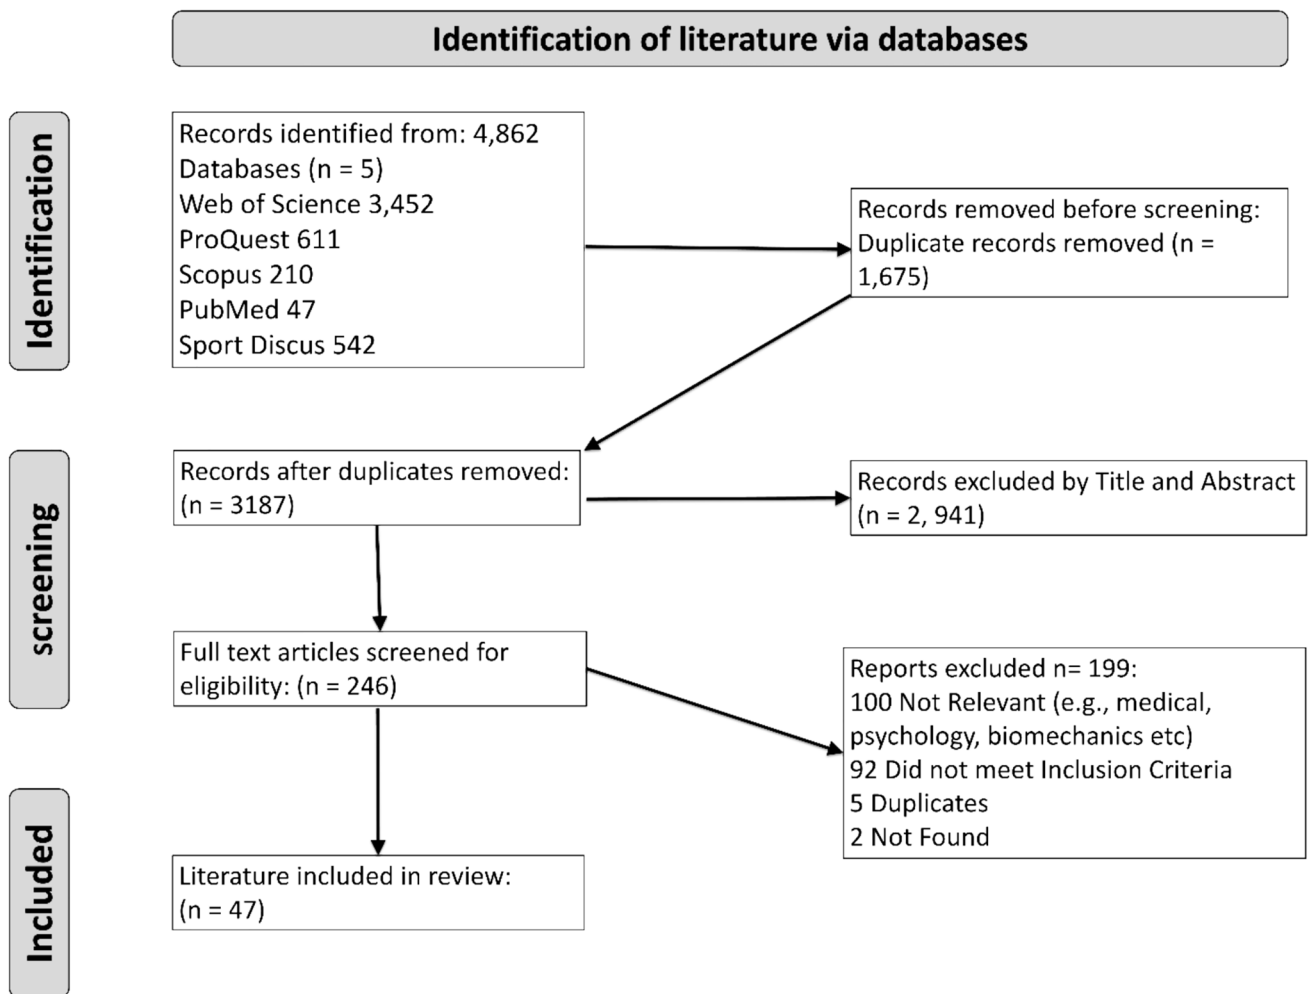 Identification of literature via databases
Identification
Records identified from: 4,862
Databases (n = 5)
Web of Science 3,452
ProQuest 611
Scopus 210
PubMed 47
Sport Discus 542
Records removed before screening:
Duplicate records removed (n =
1,675)
screening
Records after duplicates removed:
(n = 3187)
Records excluded by Title and Abstract
(n = 2, 941)
Full text articles screened for
eligibility: (n = 246)
Reports excluded n= 199:
100 Not Relevant (e.g., medical,
psychology, biomechanics etc)
92 Did not meet Inclusion Criteria
5 Duplicates
2 Not Found
Included
Literature included in review:
(n = 47)